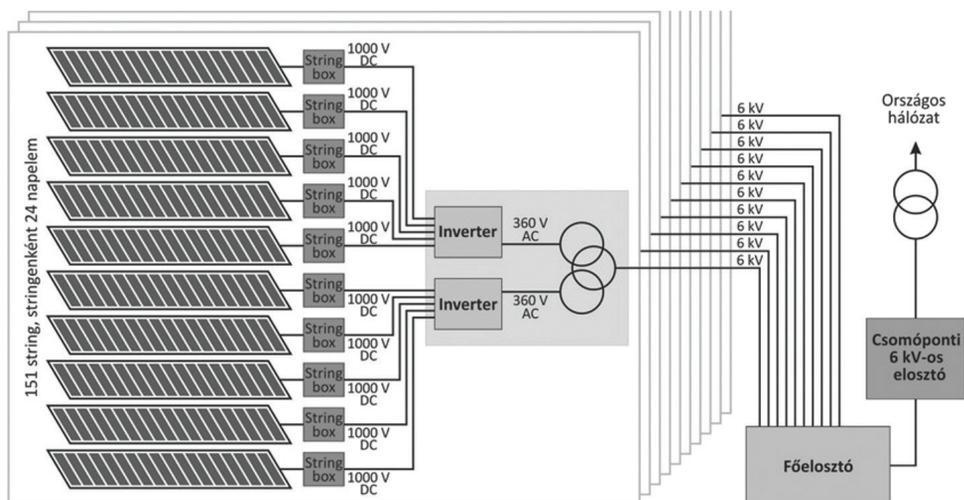 151 string, stringenként 24 napelem
String
box
1000 V
DC
String
box
1000 V
DC
String
box
1000 V
DC
String
box
1000 V
DC
String
box
1000 V
DC
String
box
1000 V
DC
String
box
1000 V
DC
String
box
1000 V
DC
String
box
1000 V
DC
String
box
1000 V
DC
Inverter
360 V
AC
Inverter
360 V
AC
6 kV
6 kV
6 kV
6 kV
6 kV
6 kV
6 kV
6 kV
6 kV
6 kV
Országos
hálózat
Csomóponti
6 kV-os
elosztó
Főelosztó